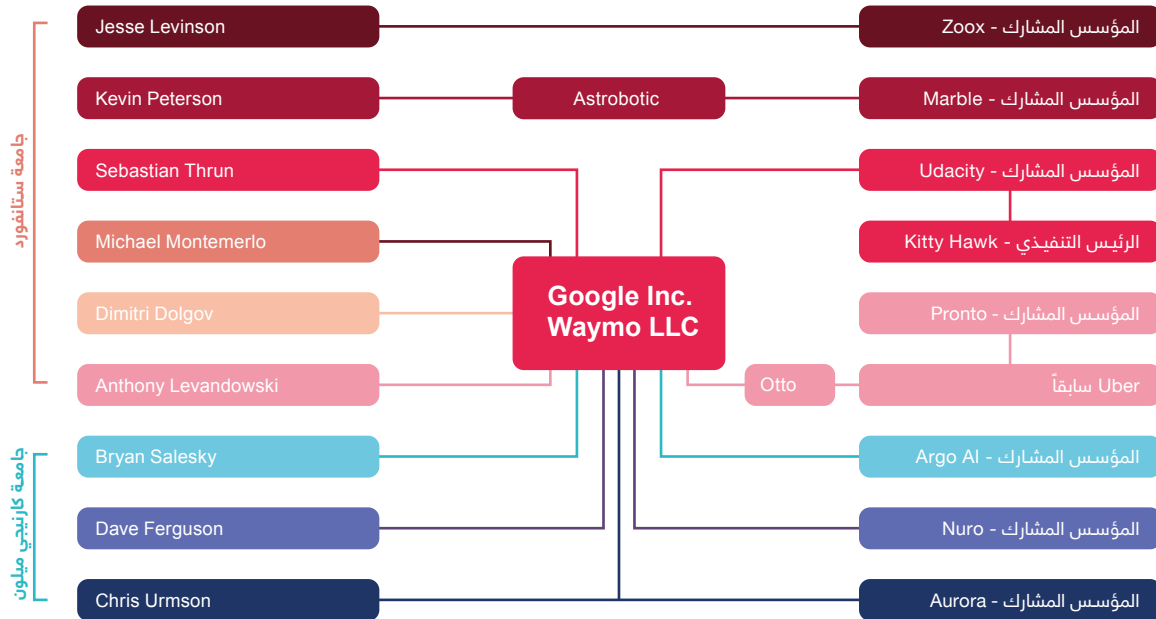 جامعة ستانفورد
Jesse Levinson
المؤسس المشارك - Zoox
Kevin Peterson
Astrobotic
المؤسس المشارك - Marble
Sebastian Thrun
المؤسس المشارك - Udacity
Michael Montemerlo
الرئيس التنفيذي - Kitty Hawk
Google Inc.
Waymo LLC
Dimitri Dolgov
المؤسس المشارك - Pronto
Anthony Levandowski
Otto
Uber سابقاً
جامعة كارنيجي ميلون
Bryan Salesky
المؤسس المشارك - Argo AI
Dave Ferguson
المؤسس المشارك - Nuro
Chris Urmson
المؤسس المشارك - Aurora